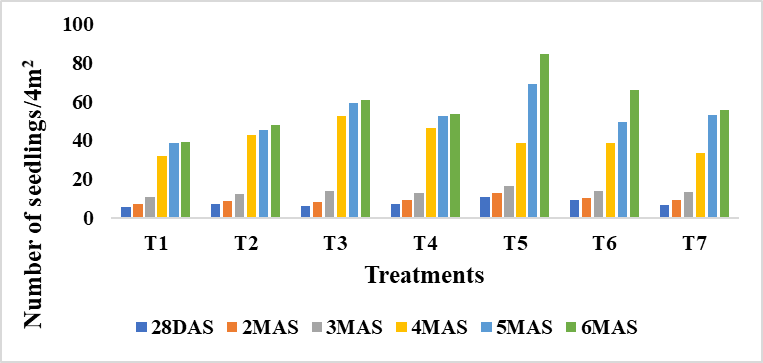 Number of seedlings/4m²
100
80
60
40
20
0
T1 T2 T3 T4 T5 T6 T7
Treatments
28DAS 2MAS 3MAS 4MAS 5MAS 6MAS